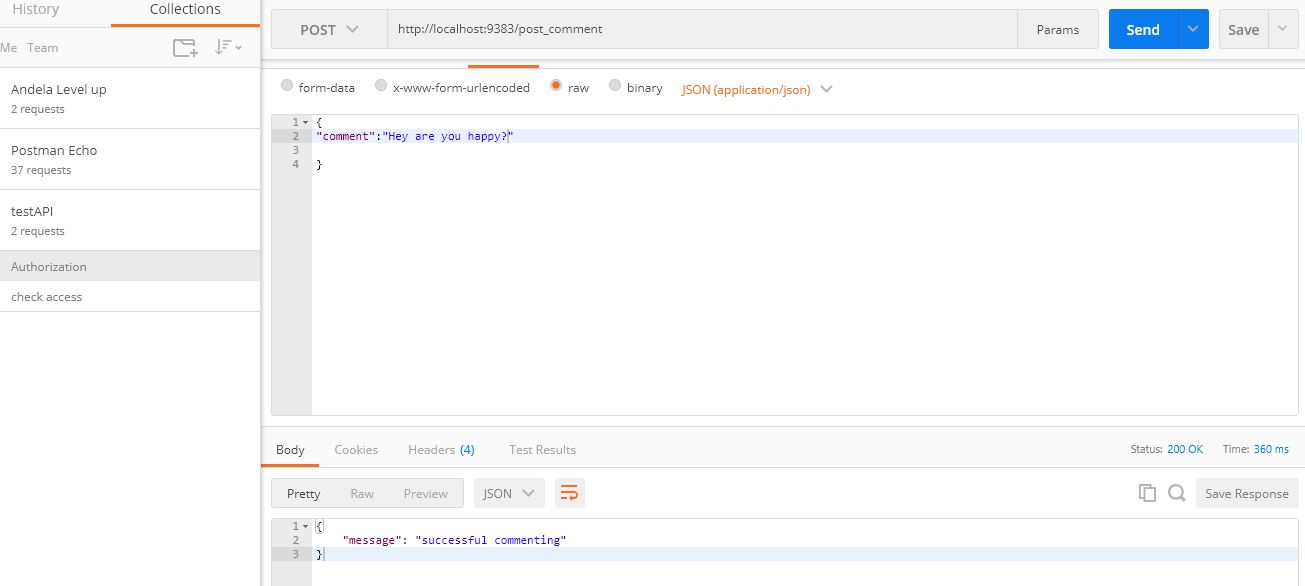 History Collections
Me Team
Andela Level up
2 requests
Postman Echo
37 requests
testAPI
2 requests
Authorization
check access
POST http://localhost:9383/post_comment Params Send Save
form-data x-www-form-urlencoded raw binary JSON (application/json)
1 {
2 "comment":"Hey are you happy?"
3
4 }
Body Cookies Headers (4) Test Results Status: 200 OK Time: 360 ms
Pretty Raw Preview JSON Save Response
1 {
2 "message": "successful commenting"
3 }